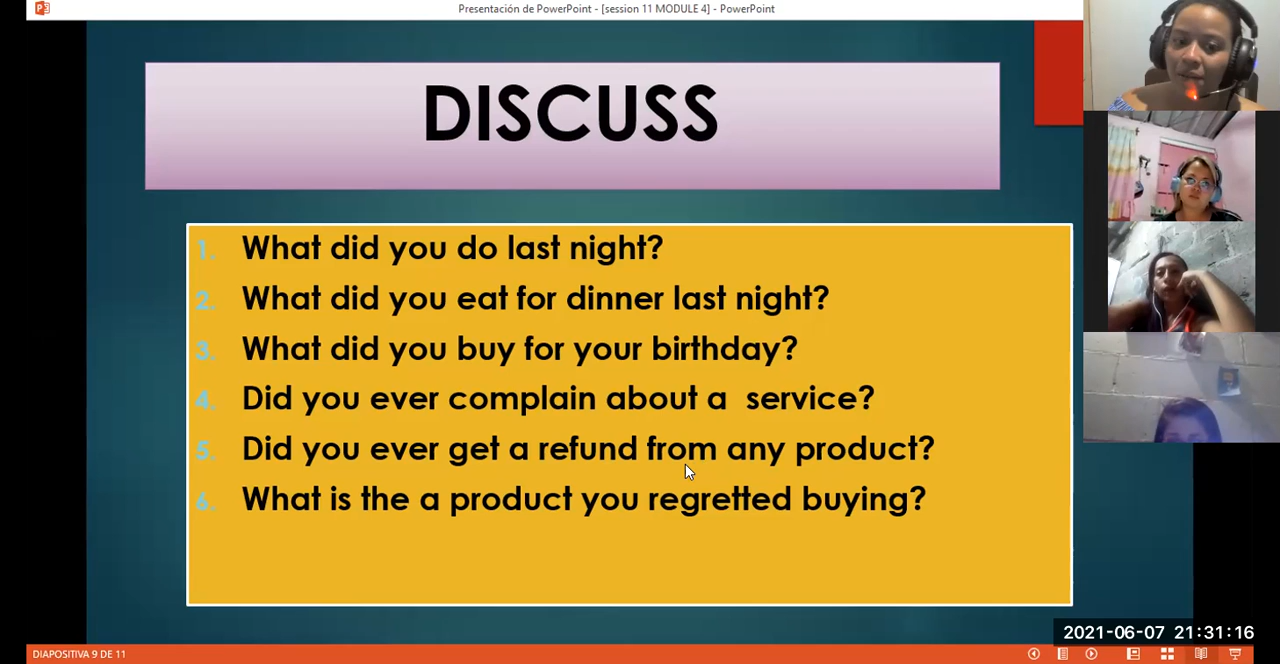 Presentación de PowerPoint - [session 11 MODULE 4] - PowerPoint
DISCUSS
1. What did you do last night?
2. What did you eat for dinner last night?
3. What did you buy for your birthday?
4. Did you ever complain about a  service?
5. Did you ever get a refund from any product?
6. What is the a product you regretted buying?
2021-06-07 21:31:16
DIAPOSITIVA 9 DE 11